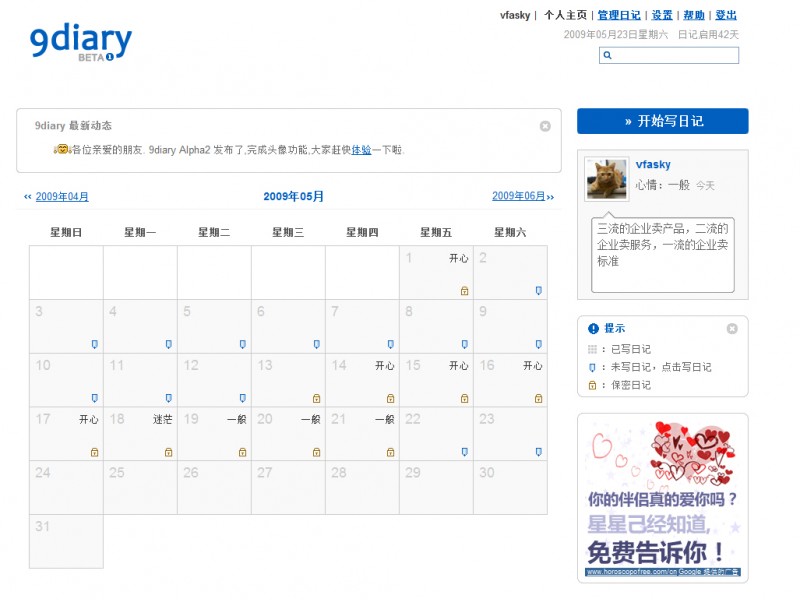 vfasky | 个人主页 | 管理日记 | 设置 | 帮助 | 登出
2009年05月23日星期六 日记启用42天
9diary
BETA1
9diary 最新动态
各位亲爱的朋友. 9diary Alpha2 发布了,完成头像功能,大家赶快体验一下啦.
‹‹ 2009年04月 2009年05月 2009年06月››
星期日 星期一 星期二 星期三 星期四 星期五 星期六
1 开心 2
3 4 5 6 7 8 9
10 11 12 13 14 开心 15 开心 16 开心
17 开心 18 迷茫 19 一般 20 一般 21 一般 22 23
24 25 26 27 28 29 30
31
» 开始写日记
vfasky
心情：一般 今天
三流的企业卖产品，二流的
企业卖服务，一流的企业卖
标准
提示
：已写日记
：未写日记，点击写日记
：保密日记
你的伴侣真的爱你吗？
星星己经知道,
免费告诉你！
www.horoscopofree.com/cn Google 提供的广告